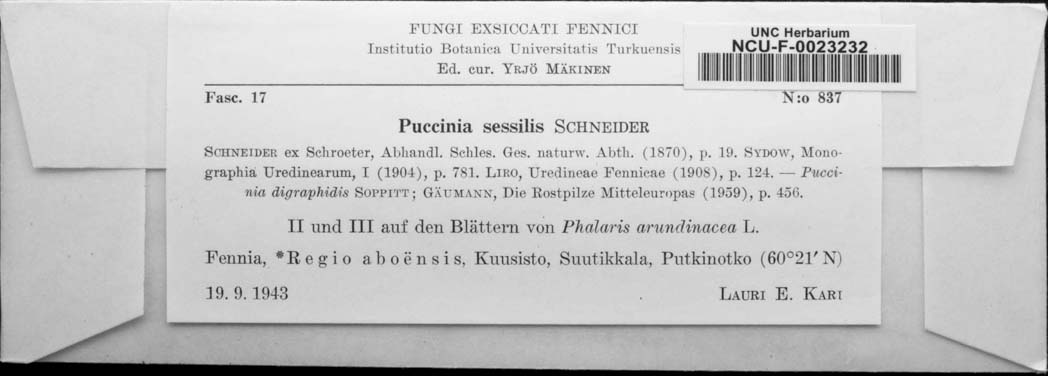 FUNGI EXSICCATI FENNICI
Institutio Botanica Universitatis Turkuensis
Ed. cur. YRJÖ MÄKINEN
UNC Herbarium
NCU-F-0023232
Fasc. 17
N:o 837
Puccinia sessilis SCHNEIDER
SCHNEIDER ex Schroeter, Abhandl. Schles. Ges. naturw. Abth. (1870), p. 19. SYDOW, Mono-
graphia Uredinearum, I (1904), p. 781. LIRO, Uredineae Fennicae (1908), p. 124. — Pucci-
nia digraphidis SOPPITT; GÄUMANN, Die Rostpilze Mitteleuropas (1959), p. 456.
II und III auf den Blättern von Phalaris arundinacea L.
Fennia, *Regio aboënsis, Kuusisto, Suutikkala, Putkinotko (60°21′ N)
19. 9. 1943
LAURI E. KARI